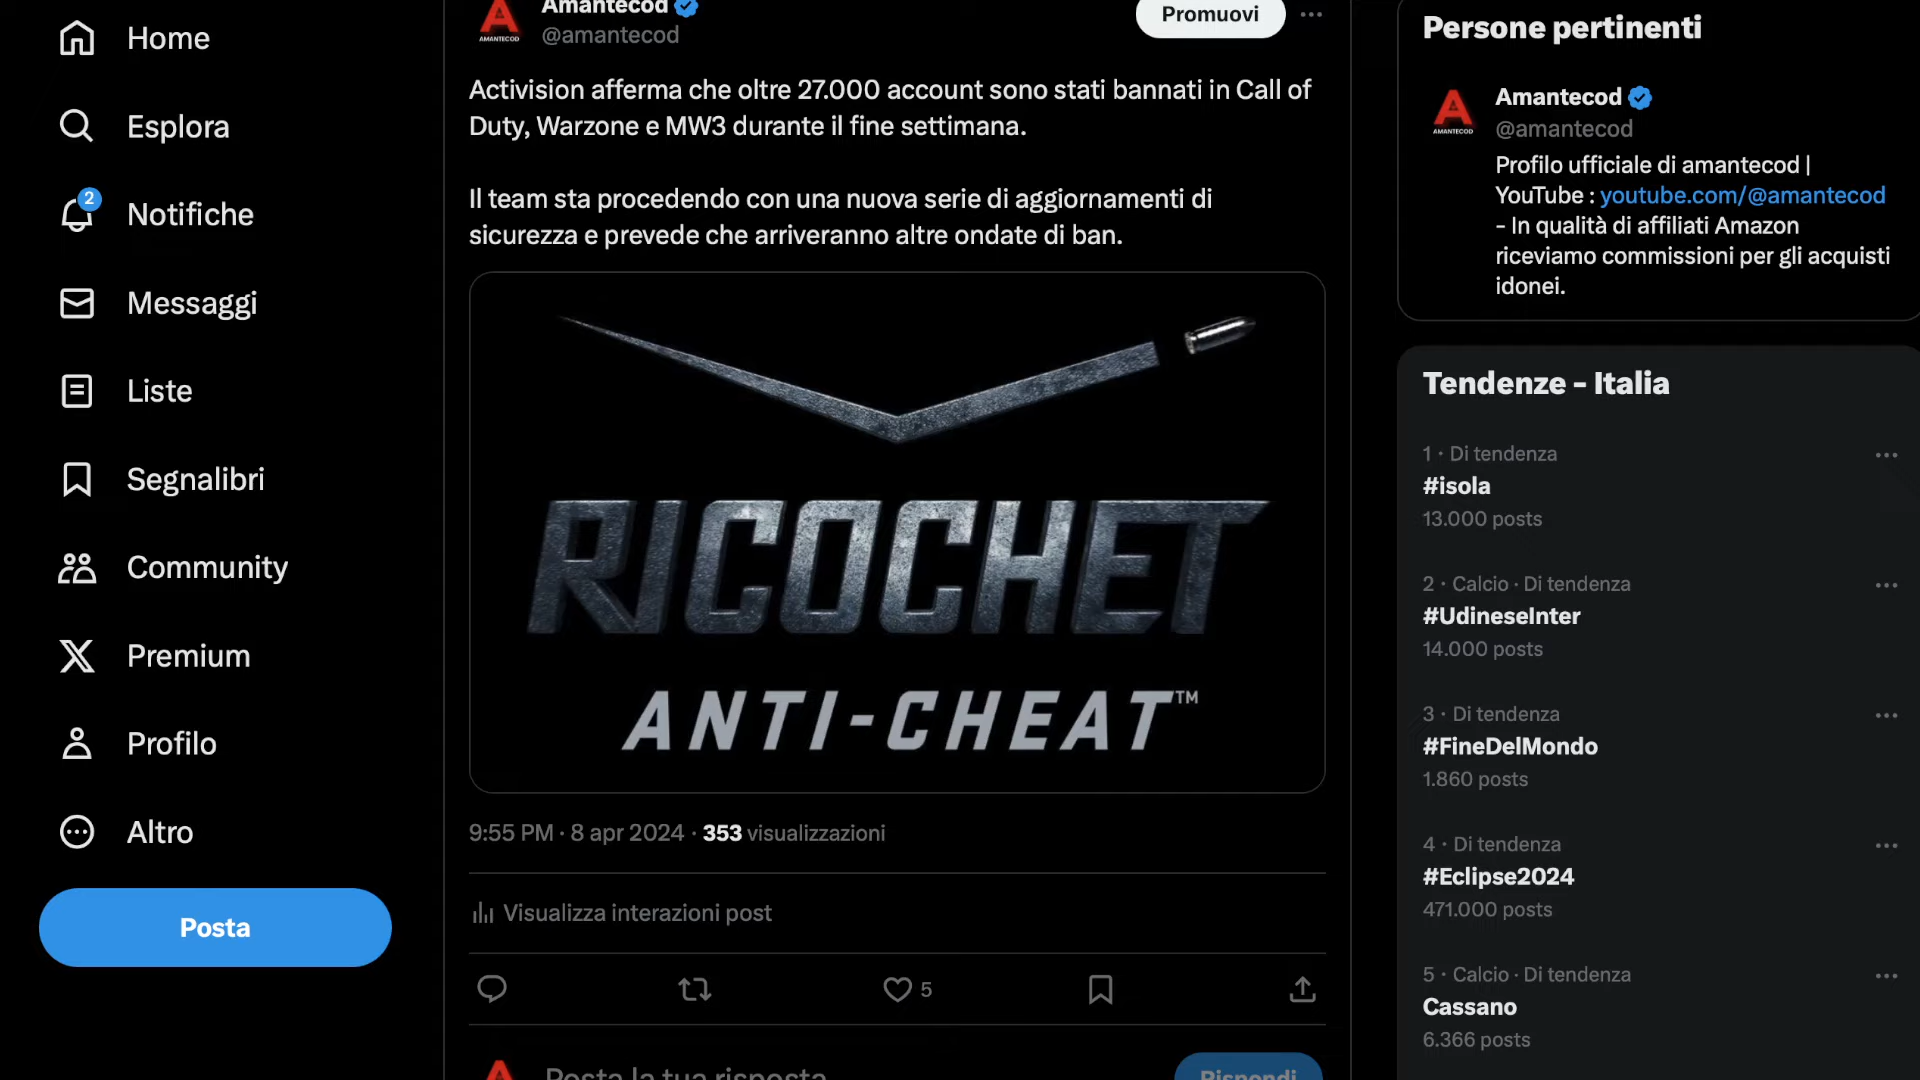 Home
Esplora
2
Notifiche
Messaggi
Liste
Segnalibri
Community
Premium
Profilo
Altro
Posta
Amantecod
@amantecod
Promuovi
Activision afferma che oltre 27.000 account sono stati bannati in Call of
Duty, Warzone e MW3 durante il fine settimana.
Il team sta procedendo con una nuova serie di aggiornamenti di
sicurezza e prevede che arriveranno altre ondate di ban.
RICOCHET
ANTI-CHEAT™
9:55 PM · 8 apr 2024 · 353 visualizzazioni
Visualizza interazioni post
5
Posta la tua risposta
Rispondi
Persone pertinenti
Amantecod
@amantecod
Profilo ufficiale di amantecod |
YouTube : youtube.com/@amantecod
- In qualità di affiliati Amazon
riceviamo commissioni per gli acquisti
idonei.
Tendenze - Italia
1 · Di tendenza
#isola
13.000 posts
2 · Calcio · Di tendenza
#UdineseInter
14.000 posts
3 · Di tendenza
#FineDelMondo
1.860 posts
4 · Di tendenza
#Eclipse2024
471.000 posts
5 · Calcio · Di tendenza
Cassano
6.366 posts
AMANTECOD
AMANTECOD